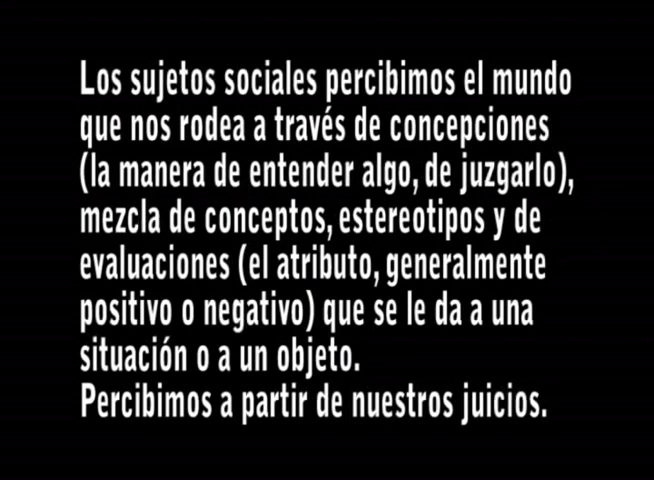 Los sujetos sociales percibimos el mundo
que nos rodea a través de concepciones
(la manera de entender algo, de juzgarlo),
mezcla de conceptos, estereotipos y de
evaluaciones (el atributo, generalmente
positivo o negativo) que se le da a una
situación o a un objeto.
Percibimos a partir de nuestros juicios.